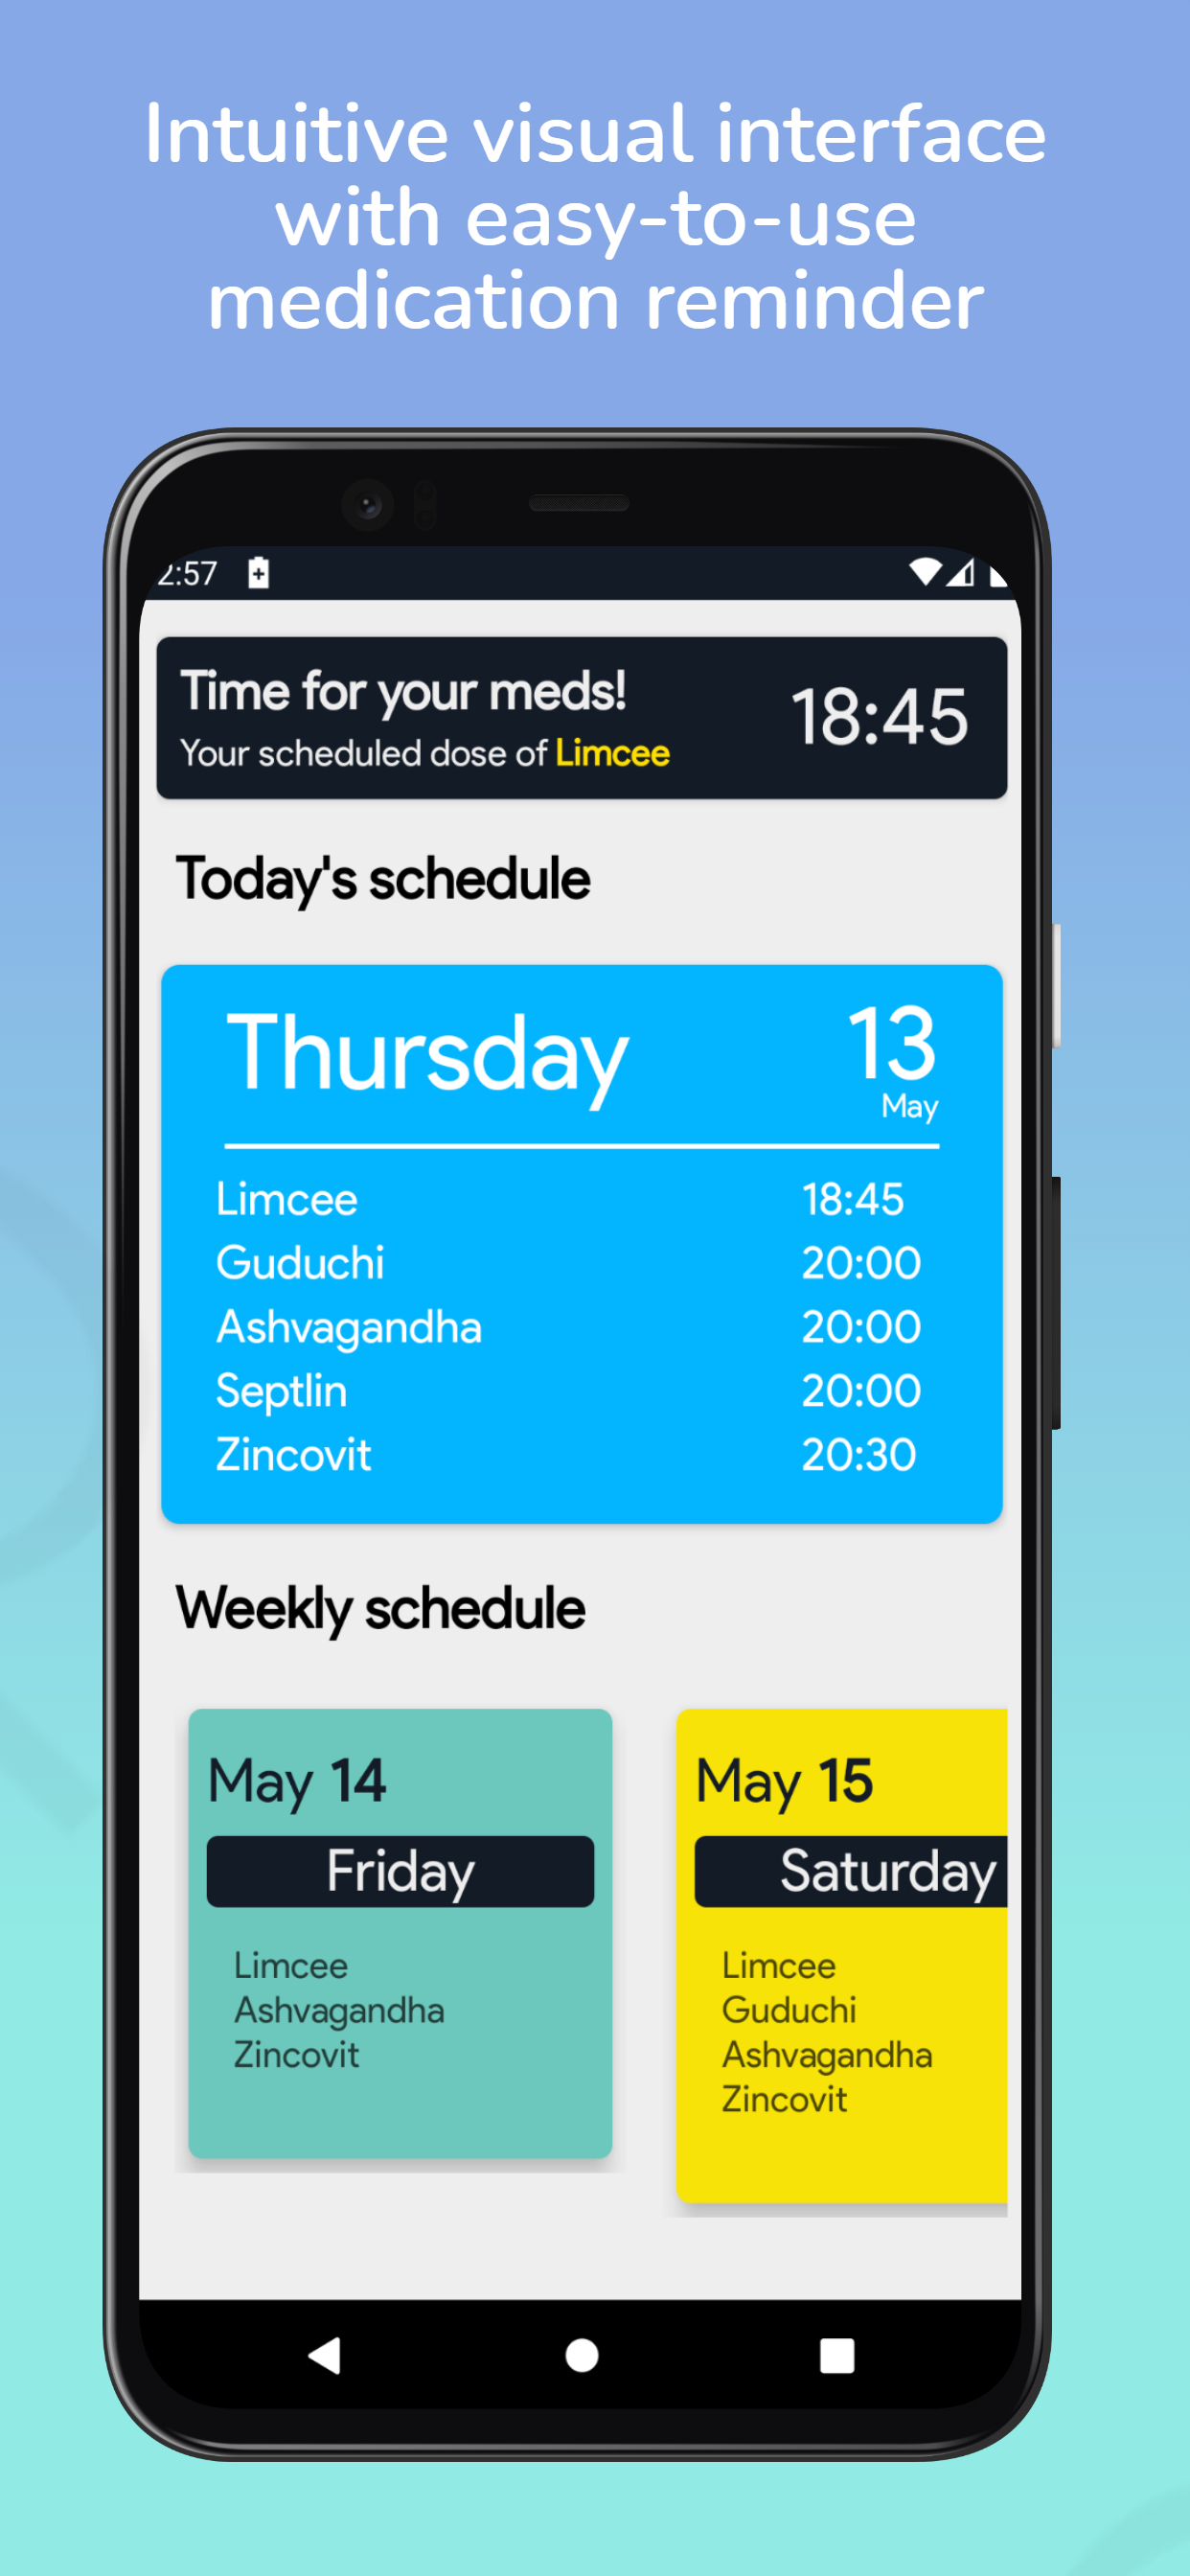 Intuitive visual interface
with easy-to-use
medication reminder
2:57
Time for your meds!
Your scheduled dose of Limcee
18:45
Today's schedule
Thursday
13
May
Limcee 18:45
Guduchi 20:00
Ashvagandha 20:00
Septlin 20:00
Zincovit 20:30
Weekly schedule
May 14
Friday
Limcee
Ashvagandha
Zincovit
May 15
Saturday
Limcee
Guduchi
Ashvagandha
Zincovit